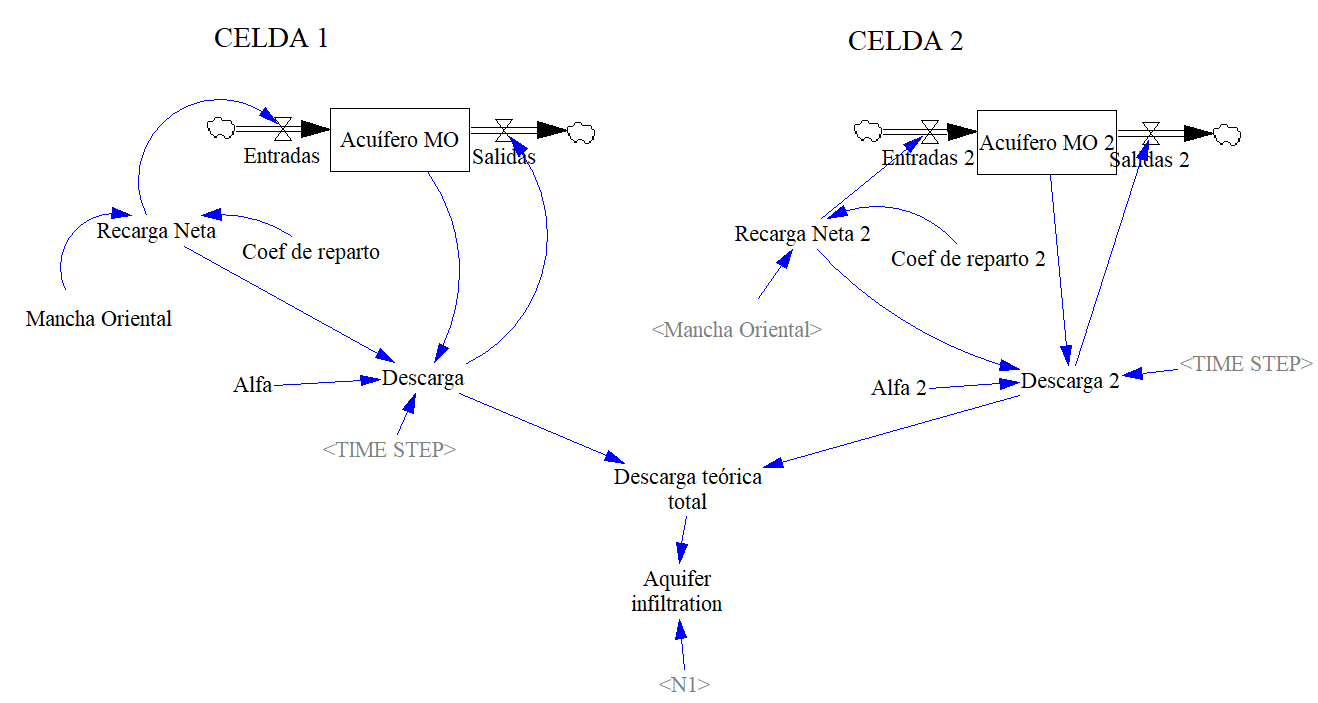 CELDA 1
CELDA 2
Entradas
Acuífero MO
Salidas
Entradas 2
Acuífero MO 2
Salidas 2
Recarga Neta
Coef de reparto
Mancha Oriental
Recarga Neta 2
Coef de reparto 2
<Mancha Oriental>
Alfa
Descarga
<TIME STEP>
Alfa 2
Descarga 2
<TIME STEP>
Descarga teórica
total
Aquifer
infiltration
<N1>